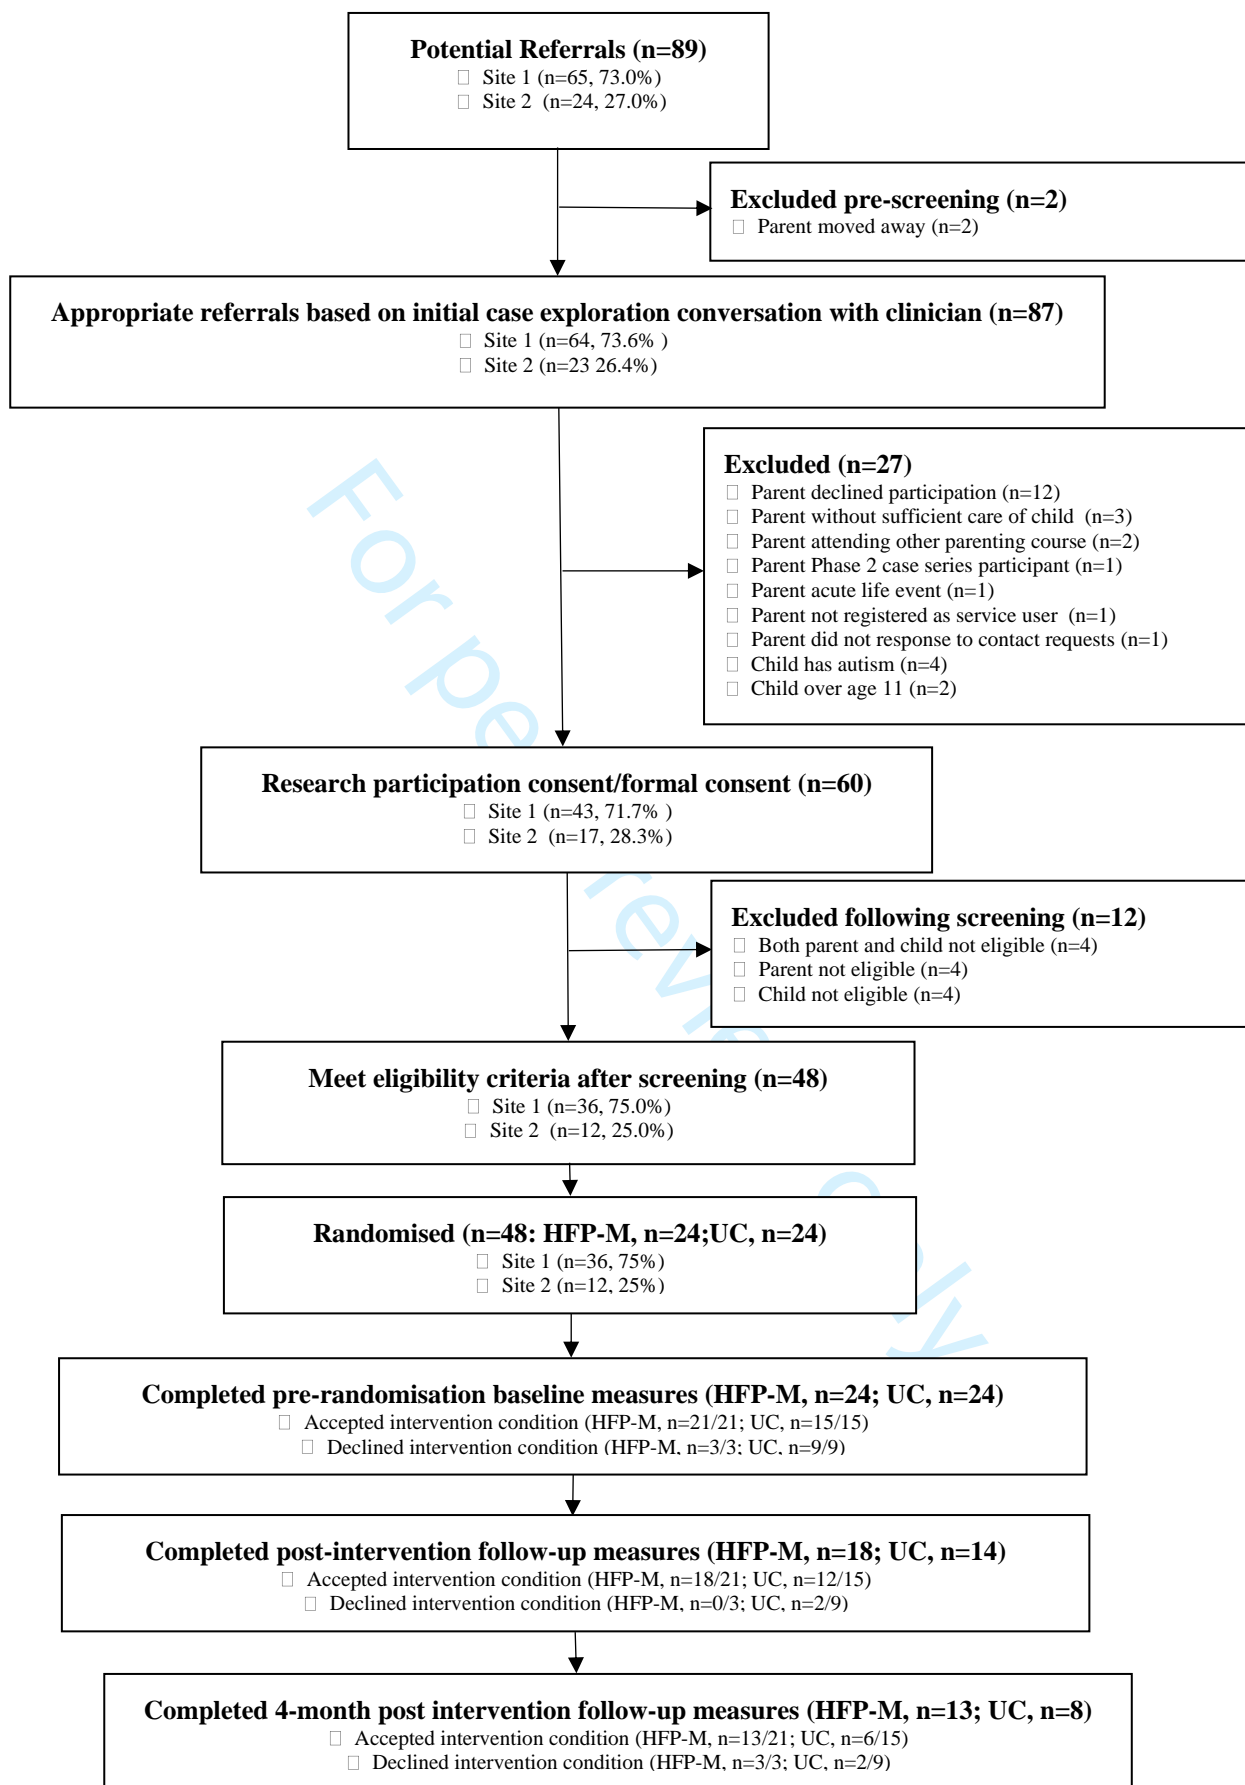 Potential Referrals (n=89)
□ Site 1 (n=65, 73.0%)
□ Site 2 (n=24, 27.0%)
Excluded pre-screening (n=2)
□ Parent moved away (n=2)
Appropriate referrals based on initial case exploration conversation with clinician (n=87)
□ Site 1 (n=64, 73.6% )
□ Site 2 (n=23 26.4%)
Excluded (n=27)
□ Parent declined participation (n=12)
□ Parent without sufficient care of child (n=3)
□ Parent attending other parenting course (n=2)
□ Parent Phase 2 case series participant (n=1)
□ Parent acute life event (n=1)
□ Parent not registered as service user (n=1)
□ Parent did not response to contact requests (n=1)
□ Child has autism (n=4)
□ Child over age 11 (n=2)
Research participation consent/formal consent (n=60)
□ Site 1 (n=43, 71.7% )
□ Site 2 (n=17, 28.3%)
Excluded following screening (n=12)
□ Both parent and child not eligible (n=4)
□ Parent not eligible (n=4)
□ Child not eligible (n=4)
Meet eligibility criteria after screening (n=48)
□ Site 1 (n=36, 75.0%)
□ Site 2 (n=12, 25.0%)
Randomised (n=48: HFP-M, n=24;UC, n=24)
□ Site 1 (n=36, 75%)
□ Site 2 (n=12, 25%)
Completed pre-randomisation baseline measures (HFP-M, n=24; UC, n=24)
□ Accepted intervention condition (HFP-M, n=21/21; UC, n=15/15)
□ Declined intervention condition (HFP-M, n=3/3; UC, n=9/9)
Completed post-intervention follow-up measures (HFP-M, n=18; UC, n=14)
□ Accepted intervention condition (HFP-M, n=18/21; UC, n=12/15)
□ Declined intervention condition (HFP-M, n=0/3; UC, n=2/9)
Completed 4-month post intervention follow-up measures (HFP-M, n=13; UC, n=8)
□ Accepted intervention condition (HFP-M, n=13/21; UC, n=6/15)
□ Declined intervention condition (HFP-M, n=3/3; UC, n=2/9)
For pe
revie
ly